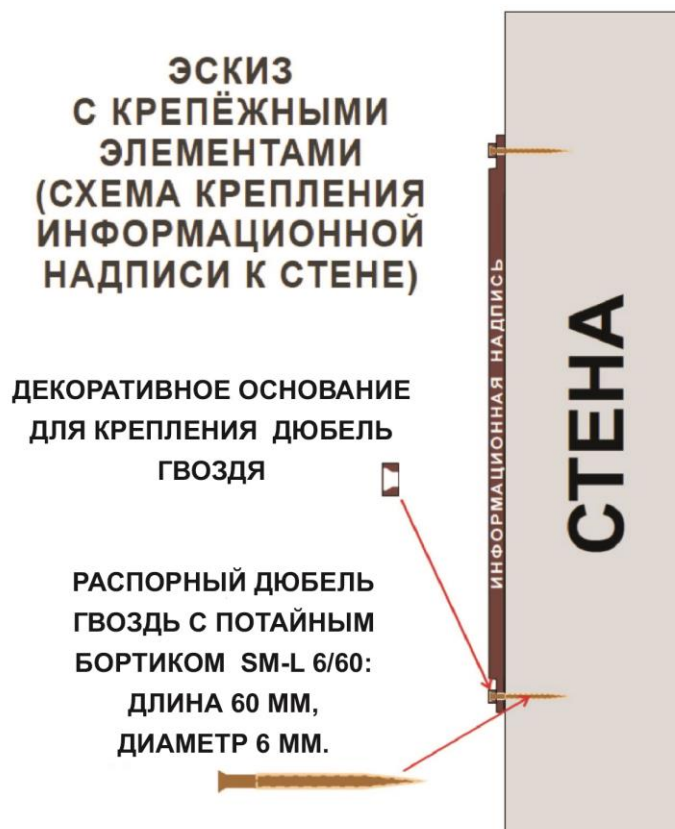 ЭСКИЗ
С КРЕПЁЖНЫМИ
ЭЛЕМЕНТАМИ
(СХЕМА КРЕПЛЕНИЯ
ИНФОРМАЦИОННОЙ
НАДПИСИ К СТЕНЕ)
ДЕКОРАТИВНОЕ ОСНОВАНИЕ
ДЛЯ КРЕПЛЕНИЯ ДЮБЕЛЬ
ГВОЗДЯ
РАСПОРНЫЙ ДЮБЕЛЬ
ГВОЗДЬ С ПОТАЙНЫМ
БОРТИКОМ SM-L 6/60:
ДЛИНА 60 ММ,
ДИАМЕТР 6 ММ.
ИНФОРМАЦИОННАЯ НАДПИСЬ
СТЕНА